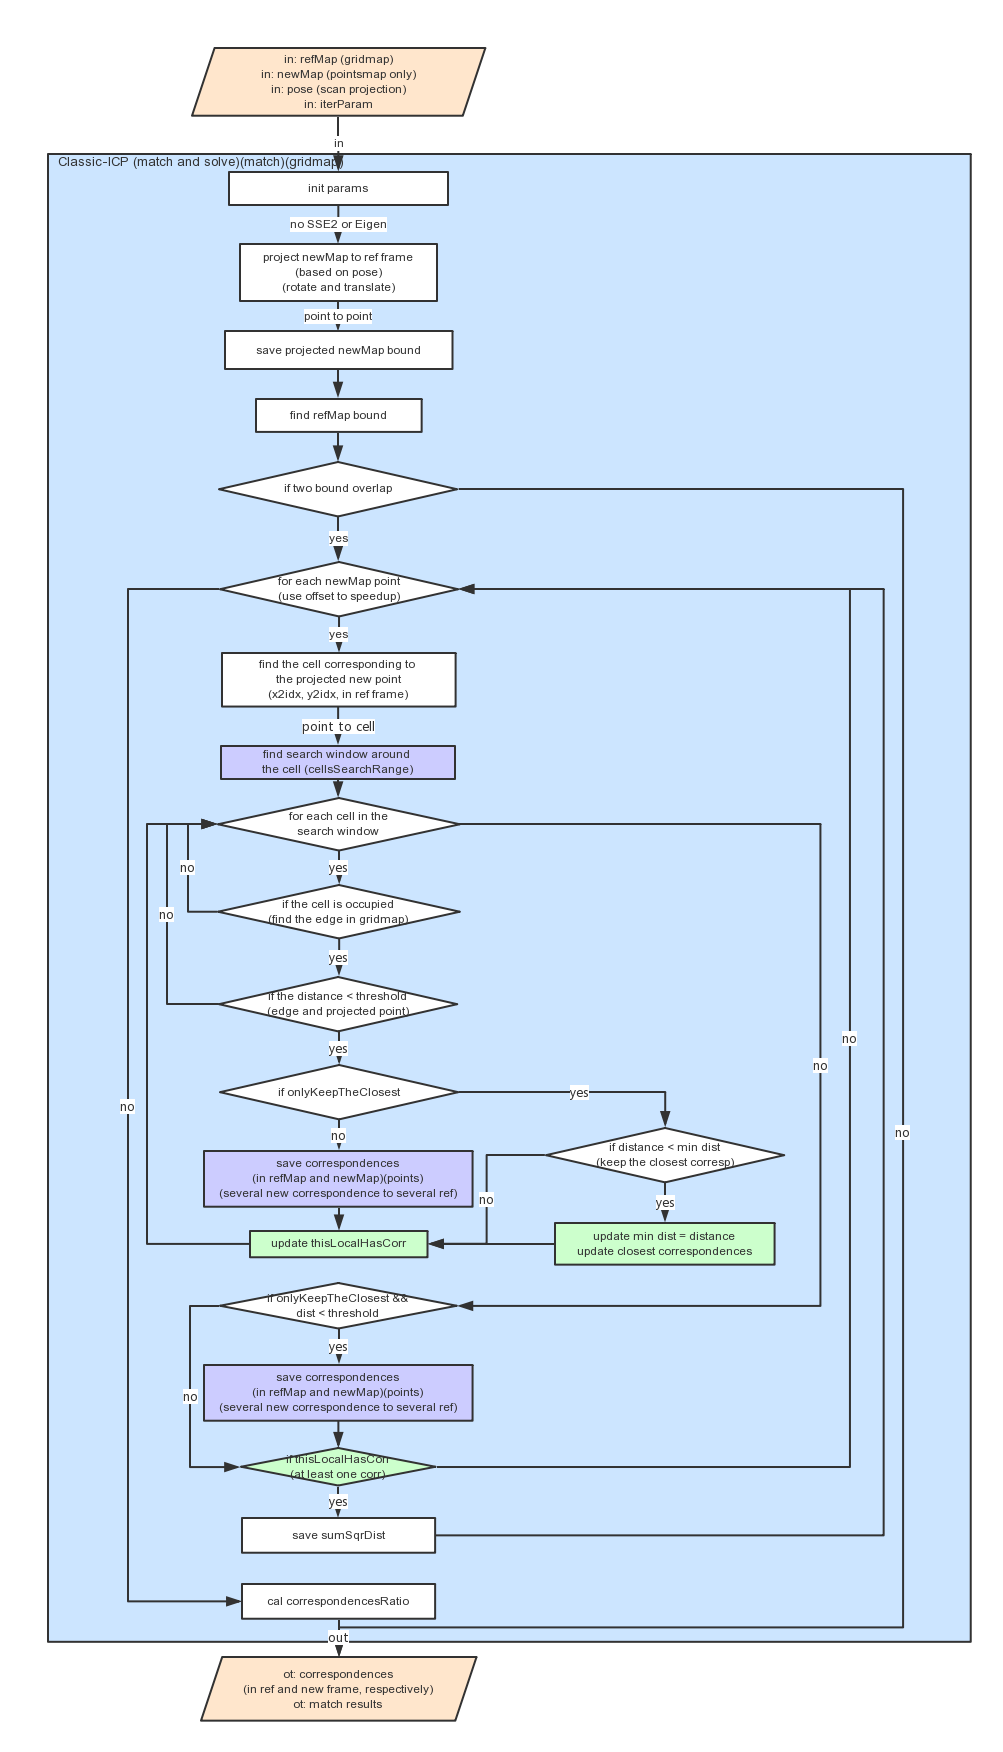 in: refMap (gridmap)
in: newMap (pointsmap only)
in: pose (scan projection)
in: iterParam
in
Classic-ICP (match and solve)(match)(gridmap)
init params
no SSE2 or Eigen
project newMap to ref frame
(based on pose)
(rotate and translate)
point to point
save projected newMap bound
find refMap bound
if two bound overlap
yes
for each newMap point
(use offset to speedup)
yes
find the cell corresponding to
the projected new point
(x2idx, y2idx, in ref frame)
point to cell
find search window around
the cell (cellsSearchRange)
for each cell in the
search window
no
yes
if the cell is occupied
(find the edge in gridmap)
no
yes
if the distance < threshold
(edge and projected point)
no
yes
no
if onlyKeepTheClosest
yes
no
no
no
if distance < min dist
(keep the closest corresp)
save correspondences
(in refMap and newMap)(points)
(several new correspondence to several ref)
no
yes
update thisLocalHasCorr
update min dist = distance
update closest correspondences
if onlyKeepTheClosest &&
dist < threshold
yes
save correspondences
(in refMap and newMap)(points)
(several new correspondence to several ref)
no
if thisLocalHasCorr
(at least one corr)
yes
save sumSqrDist
cal correspondencesRatio
out
ot: correspondences
(in ref and new frame, respectively)
ot: match results